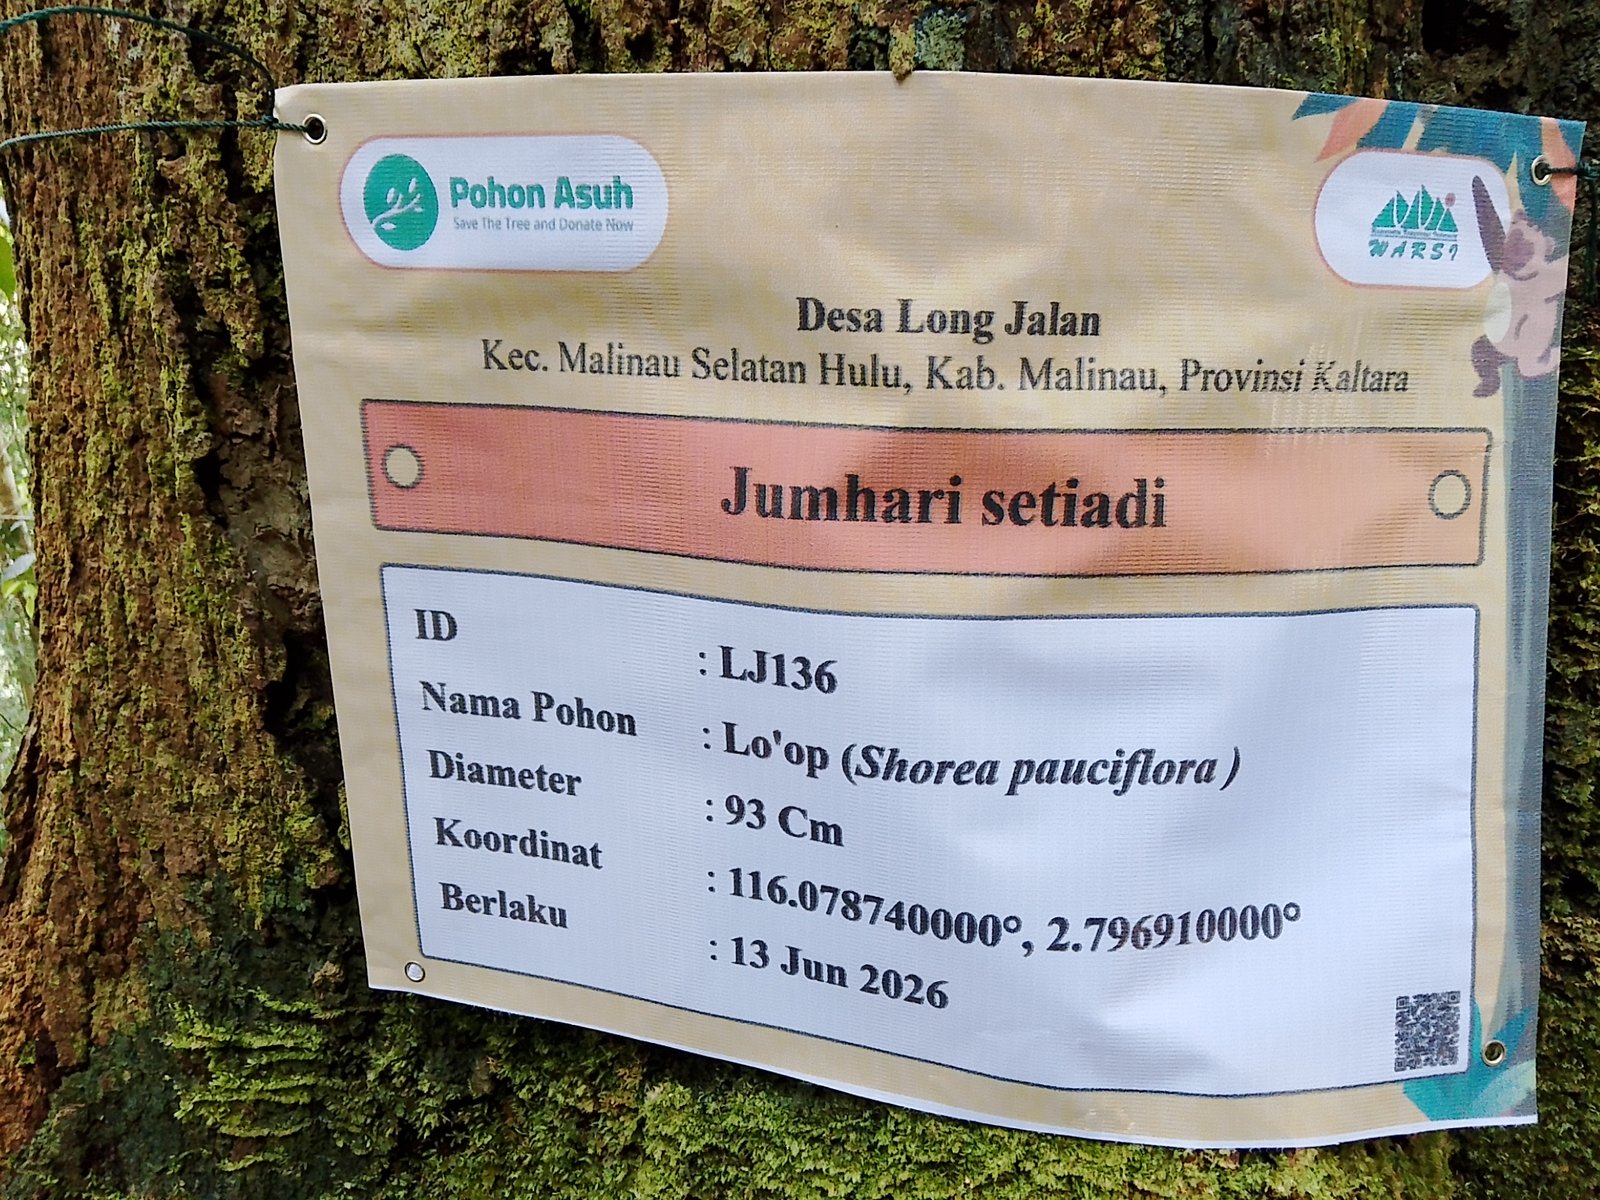 Pohon Asuh
Save The Tree and Donate Now
WARSI
Desa Long Jalan
Kec. Malinau Selatan Hulu, Kab. Malinau, Provinsi Kaltara
Jumhari setiadi
ID : LJ136
Nama Pohon : Lo'op (Shorea pauciflora )
Diameter : 93 Cm
Koordinat : 116.078740000°, 2.796910000°
Berlaku : 13 Jun 2026